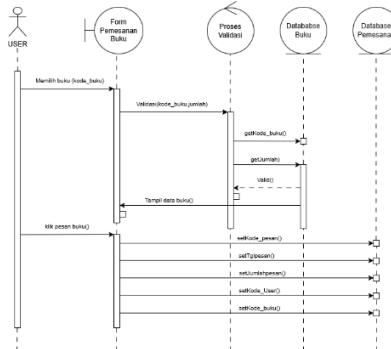 Form
Pemesanan
Buku
Proses
Validasi
Datababse
Buku
Database
Pemesanan
USER
Memilih buku (kode_buku)
Validasi(kode_buku,jumlah)
getKode_buku()
getJumlah)
Valid()
Tampil data buku()
klik pesan buku()
setKode_pesan()
setTglpesan()
setJumlahpesan()
setKode_User()
setKode_buku()